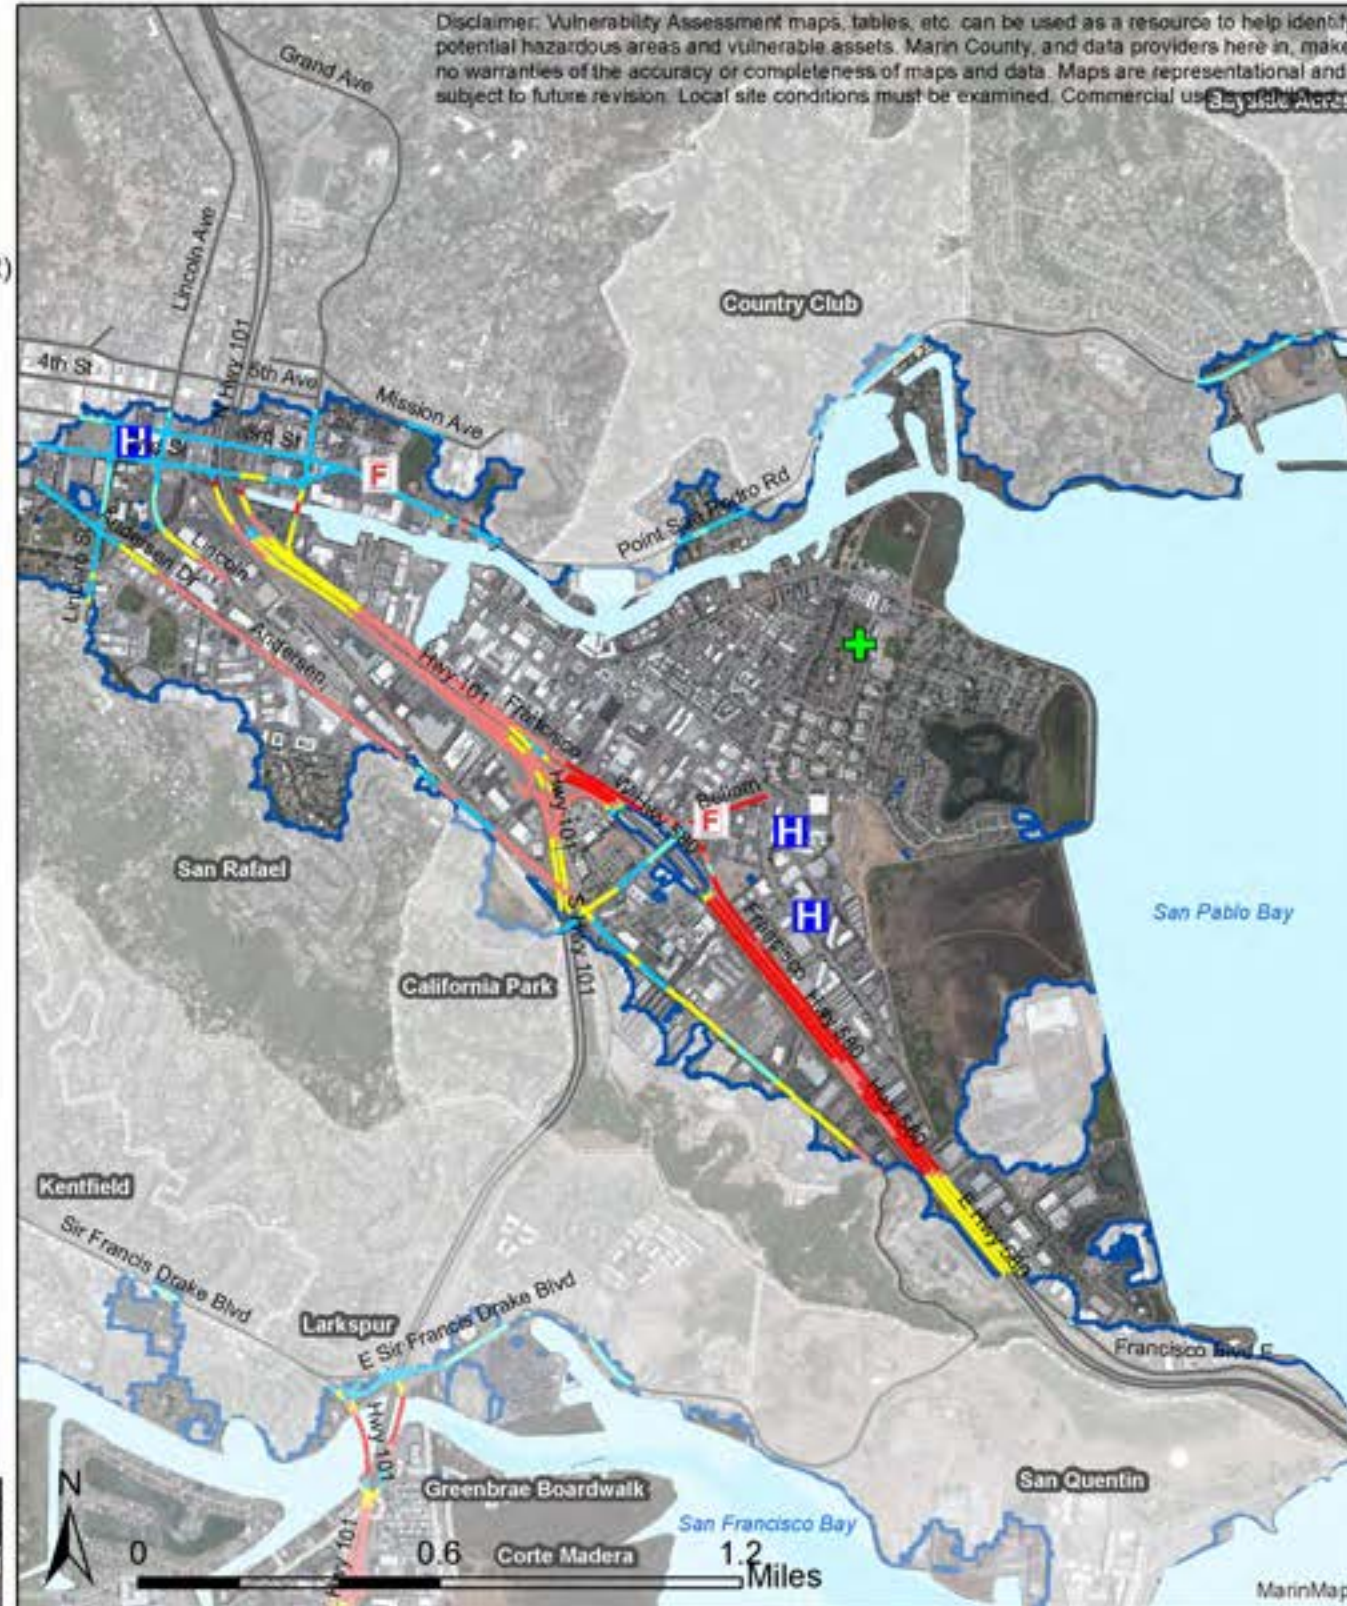 Disclaimer: Vulnerability Assessment maps, tables, etc. can be used as a resource to help identify
potential hazardous areas and vulnerable assets. Marin County, and data providers here in, make
no warranties of the accuracy or completeness of maps and data. Maps are representational and
subject to future revision. Local site conditions must be examined. Commercial
Bayside Acres
Grand Ave
Lincoln Ave
N Hwy 101
Country Club
4th St
5th Ave
Mission Ave
H
3rd St
F
Point San Pedro Rd
Andersen Dr
Lincoln
Andersen
Hwy 101
Francisco
Hwy 101
Bellam
F
H
San Rafael
H
San Pablo Bay
Francisco
S Hwy 101
California Park
Hwy 580
Hwy 580
Kentfield
E Hwy 580
Sir Francis Drake Blvd
Larkspur
E Sir Francis Drake Blvd
Francisco Blvd E
Hwy 101
Greenbrae Boardwalk
San Quentin
N
San Francisco Bay
0 0.6 1.2 Miles
Corte Madera
Hwy 101
MarinMap